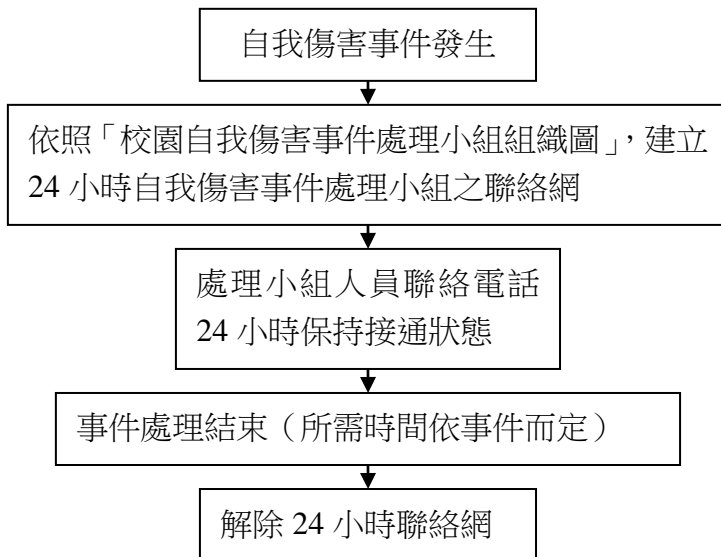 自我傷害事件發生
依照「校園自我傷害事件處理小組組織圖」，建立
24 小時自我傷害事件處理小組之聯絡網
處理小組人員聯絡電話
24 小時保持接通狀態
事件處理結束（所需時間依事件而定）
解除 24 小時聯絡網